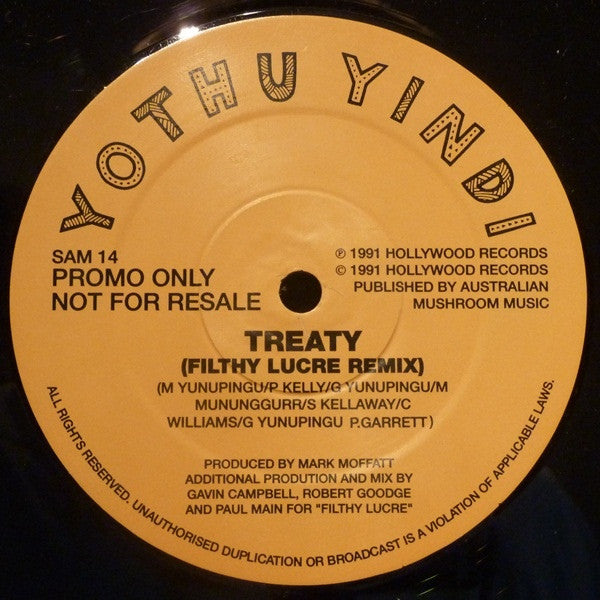 YOTHU YINDI
SAM 14
PROMO ONLY
NOT FOR RESALE
℗ 1991 HOLLYWOOD RECORDS
© 1991 HOLLYWOOD RECORDS
PUBLISHED BY AUSTRALIAN
MUSHROOM MUSIC
TREATY
(FILTHY LUCRE REMIX)
(M YUNUPINGU/P KELLY/G YUNUPINGU/M
MUNUNGGURR/S KELLAWAY/C
WILLIAMS/G YUNUPINGU P.GARRETT)
PRODUCED BY MARK MOFFATT
ADDITIONAL PRODUTION AND MIX BY
GAVIN CAMPBELL, ROBERT GOODGE
AND PAUL MAIN FOR "FILTHY LUCRE"
ALL RIGHTS RESERVED. UNAUTHORISED DUPLICATION OR BROADCAST IS A VIOLATION OF APPLICABLE LAWS.